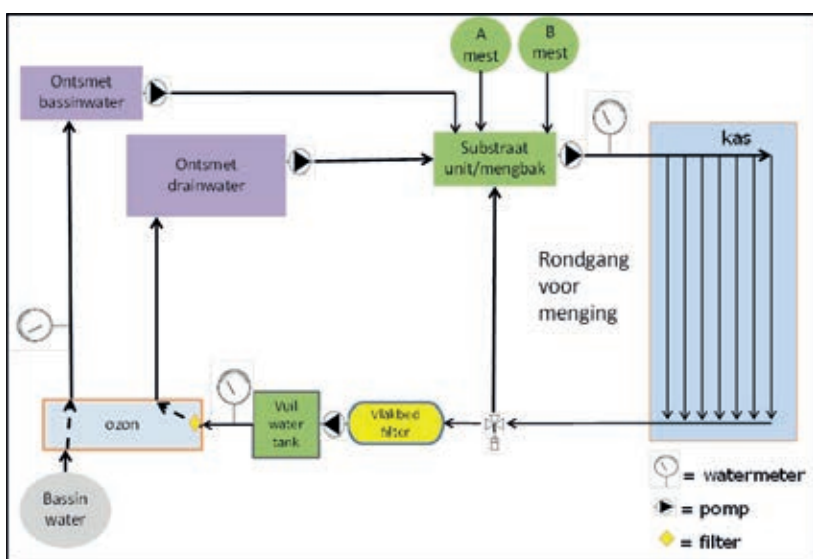 A
mest
B
mest
Ontsmet
bassinwater
Ontsmet
drainwater
Substraat
unit/mengbak
kas
Rondgang
voor
menging
ozon
Vuil
water
tank
Vlakbed
filter
Bassin
water
= watermeter
= pomp
= filter